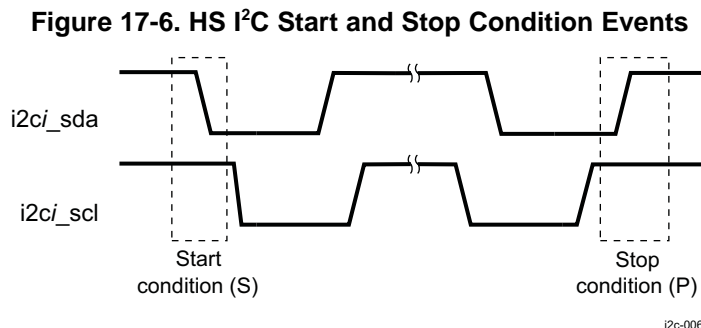 Figure 17-6. HS I²C Start and Stop Condition Events
i2ci_sda
i2ci_scl
Start
condition (S)
Stop
condition (P)
i2c-006